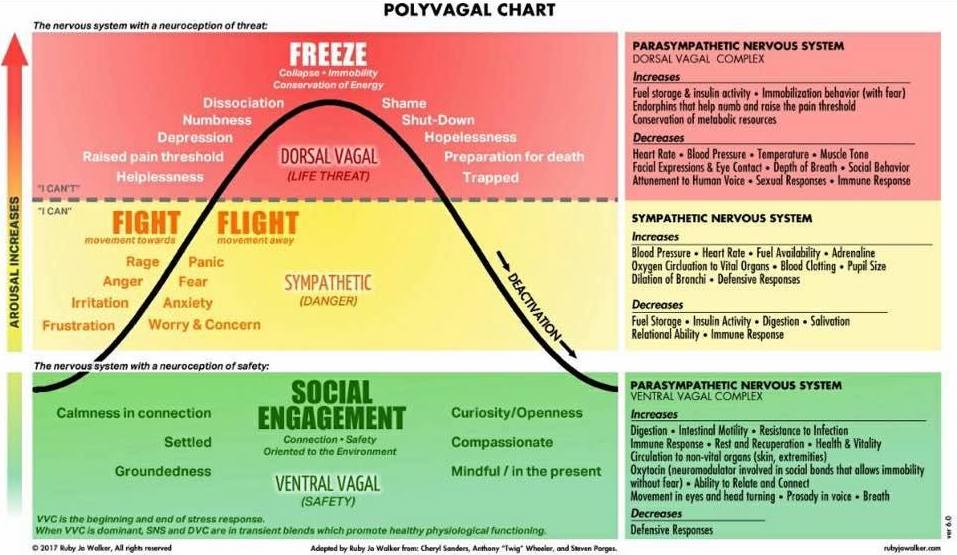 POLYVAGAL CHART
The nervous system with a neuroception of threat:
FREEZE
Collapse • Immobility
Conservation of Energy
Dissociation
Numbness
Depression
Raised pain threshold
Helplessness
Shame
Shut-Down
Hopelessness
Preparation for death
Trapped
DORSAL VAGAL
(LIFE THREAT)
"I CAN'T"
"I CAN"
AROUSAL INCREASES
FIGHT
movement towards
FLIGHT
movement away
Rage
Anger
Irritation
Frustration
Panic
Fear
Anxiety
Worry & Concern
SYMPATHETIC
(DANGER)
DEACTIVATION
The nervous system with a neuroception of safety:
SOCIAL
ENGAGEMENT
Connection • Safety
Oriented to the Environment
Calmness in connection
Settled
Groundedness
Curiosity/Openness
Compassionate
Mindful / in the present
VENTRAL VAGAL
(SAFETY)
VVC is the beginning and end of stress response.
When VVC is dominant, SNS and DVC are in transient blends which promote healthy physiological functioning.
PARASYMPATHETIC NERVOUS SYSTEM
DORSAL VAGAL COMPLEX
Increases
Fuel storage & insulin activity • Immobilization behavior (with fear)
Endorphins that help numb and raise the pain threshold
Conservation of metabolic resources
Decreases
Heart Rate • Blood Pressure • Temperature • Muscle Tone
Facial Expressions & Eye Contact • Depth of Breath • Social Behavior
Attunement to Human Voice • Sexual Responses • Immune Response
SYMPATHETIC NERVOUS SYSTEM
Increases
Blood Pressure • Heart Rate • Fuel Availability • Adrenaline
Oxygen Circluation to Vital Organs • Blood Clotting • Pupil Size
Dilation of Bronchi • Defensive Responses
Decreases
Fuel Storage • Insulin Activity • Digestion • Salivation
Relational Ability • Immune Response
PARASYMPATHETIC NERVOUS SYSTEM
VENTRAL VAGAL COMPLEX
Increases
Digestion • Intestinal Motility • Resistance to Infection
Immune Response • Rest and Recuperation • Health & Vitality
Circulation to non-vital organs (skin, extremities)
Oxytocin (neuromodulator involved in social bonds that allows immobility
without fear) • Ability to Relate and Connect
Movement in eyes and head turning • Prosody in voice • Breath
Decreases
Defensive Responses
ver 6.0
© 2017 Ruby Jo Walker, All rights reserved
Adapted by Ruby Jo Walker from: Cheryl Sanders, Anthony "Twig" Wheeler, and Steven Porges.
rubyjowalker.com